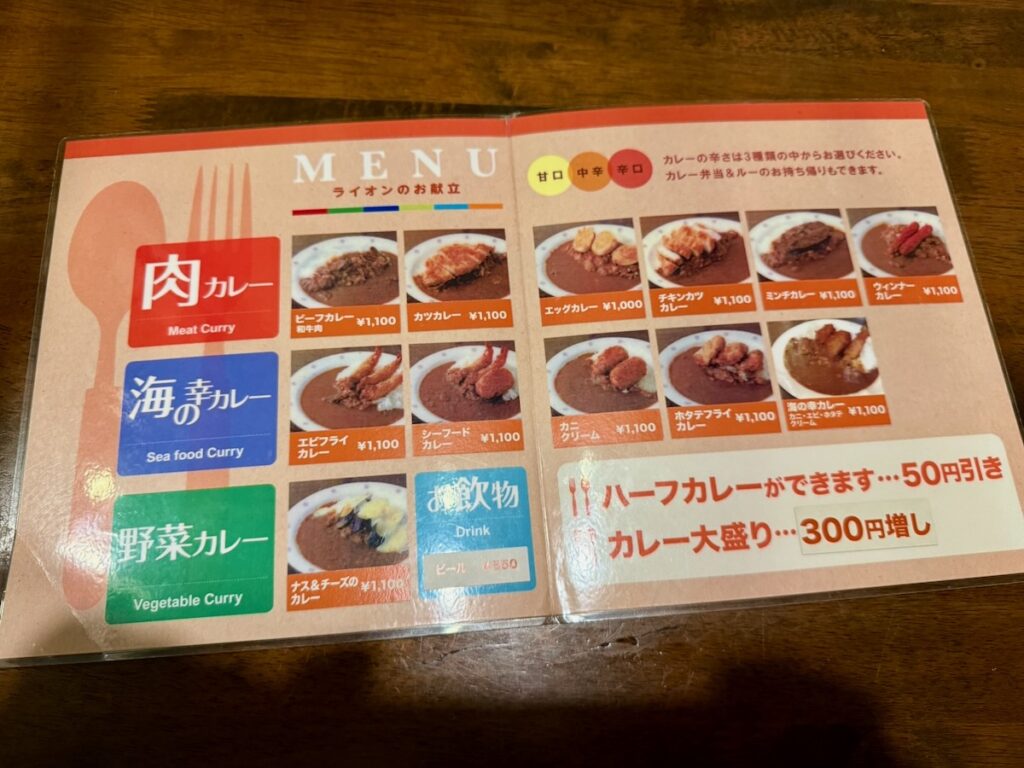 MENU
ライオンのお献立
甘口 中辛 辛口
カレーの辛さは3種類の中からお選びください。
カレー弁当&ルーのお持ち帰りもできます。
肉カレー
Meat Curry
ビーフカレー
和牛肉
¥1,100
カツカレー ¥1,100
エッグカレー ¥1,000
チキンカツ
カレー ¥1,100
ミンチカレー ¥1,100
ウィンナー
カレー ¥1,100
海の幸カレー
Sea food Curry
エビフライ
カレー ¥1,100
シーフード
カレー ¥1,100
カニ
クリーム ¥1,100
ホタテフライ
カレー ¥1,100
海の幸カレー
カニ・エビ・ホタテ
クリーム ¥1,100
野菜カレー
Vegetable Curry
ナス&チーズの
カレー ¥1,100
お飲物
Drink
ビール
ハーフカレーができます…50円引き
カレー大盛り…300円増し